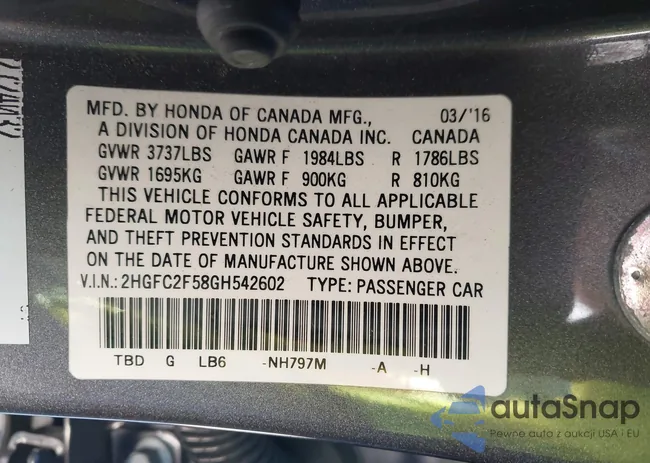 MFD. BY HONDA OF CANADA MFG., 03/'16
A DIVISION OF HONDA CANADA INC. CANADA
GVWR 3737LBS GAWR F 1984LBS R 1786LBS
GVWR 1695KG GAWR F 900KG R 810KG
THIS VEHICLE CONFORMS TO ALL APPLICABLE
FEDERAL MOTOR VEHICLE SAFETY, BUMPER,
AND THEFT PREVENTION STANDARDS IN EFFECT
ON THE DATE OF MANUFACTURE SHOWN ABOVE.
V.I.N.: 2HGFC2F58GH542602 TYPE: PASSENGER CAR
TBD G LB6 -NH797M -A -H
autaSnap
Pewne auto z aukcji USA i EU